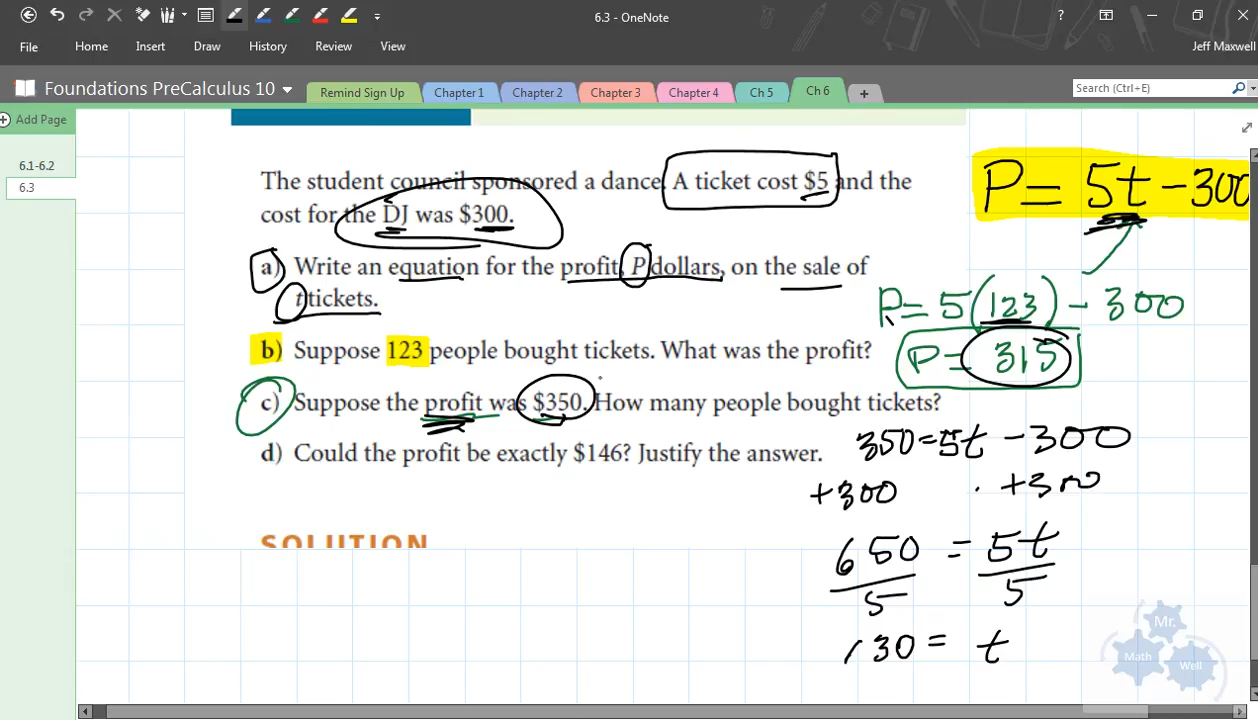 6.3 - OneNote
File Home Insert Draw History Review View
Jeff Maxwell
Foundations PreCalculus 10
Remind Sign Up Chapter 1 Chapter 2 Chapter 3 Chapter 4 Ch 5 Ch 6
Search (Ctrl+E)
Add Page
6.1-6.2
6.3
The student council sponsored a dance. A ticket cost $5 and the
cost for the DJ was $300.
a) Write an equation for the profit, P dollars, on the sale of
t tickets.
b) Suppose 123 people bought tickets. What was the profit?
c) Suppose the profit was $350. How many people bought tickets?
d) Could the profit be exactly $146? Justify the answer.
SOLUTION
P = 5t - 300
P = 5(123) - 300
P = 315
350 = 5t - 300
+300 +300
650 = 5t
5 5
130 = t
Mr.
Math Well